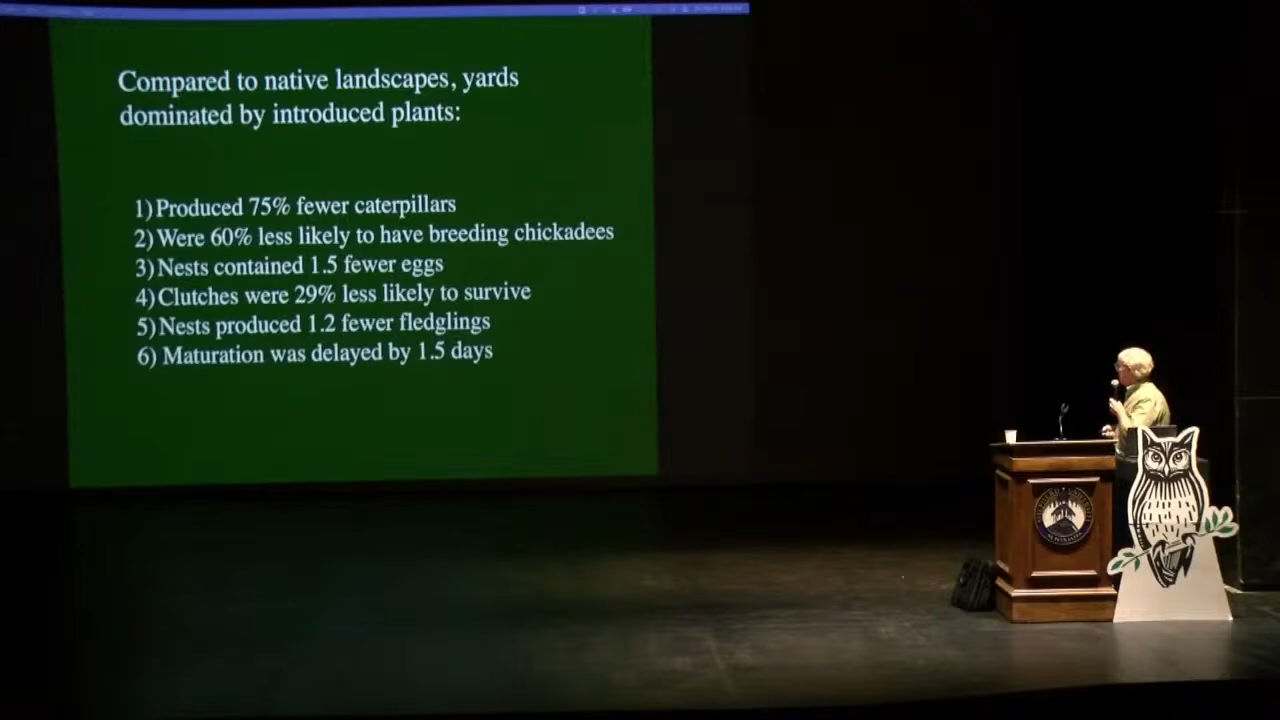 Compared to native landscapes, yards
dominated by introduced plants:
1) Produced 75% fewer caterpillars
2) Were 60% less likely to have breeding chickadees
3) Nests contained 1.5 fewer eggs
4) Clutches were 29% less likely to survive
5) Nests produced 1.2 fewer fledglings
6) Maturation was delayed by 1.5 days
UNIVERSITY